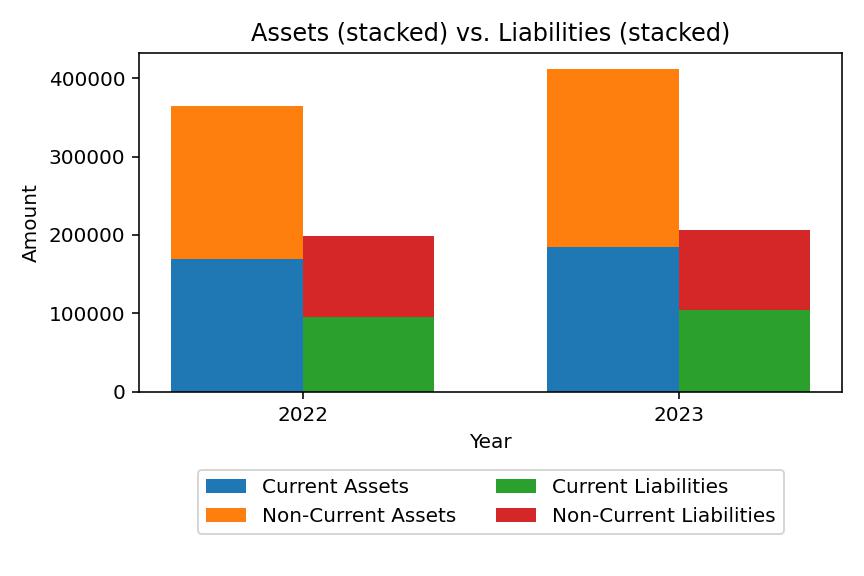 Assets (stacked) vs. Liabilities (stacked)
400000
300000
200000
100000
0
Amount
2022
2023
Year
Current Assets
Non-Current Assets
Current Liabilities
Non-Current Liabilities